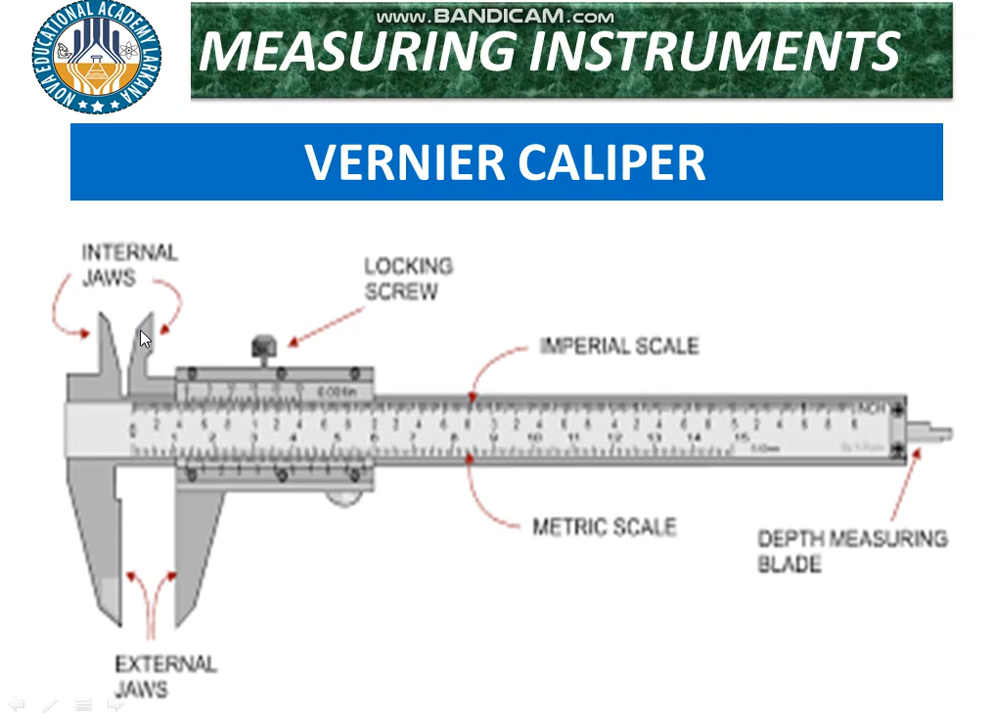 www.BANDICAM.com
NOVA EDUCATIONAL ACADEMY LARKANA
MEASURING INSTRUMENTS
VERNIER CALIPER
INTERNAL
JAWS
LOCKING
SCREW
IMPERIAL SCALE
INCH
METRIC SCALE
DEPTH MEASURING
BLADE
EXTERNAL
JAWS